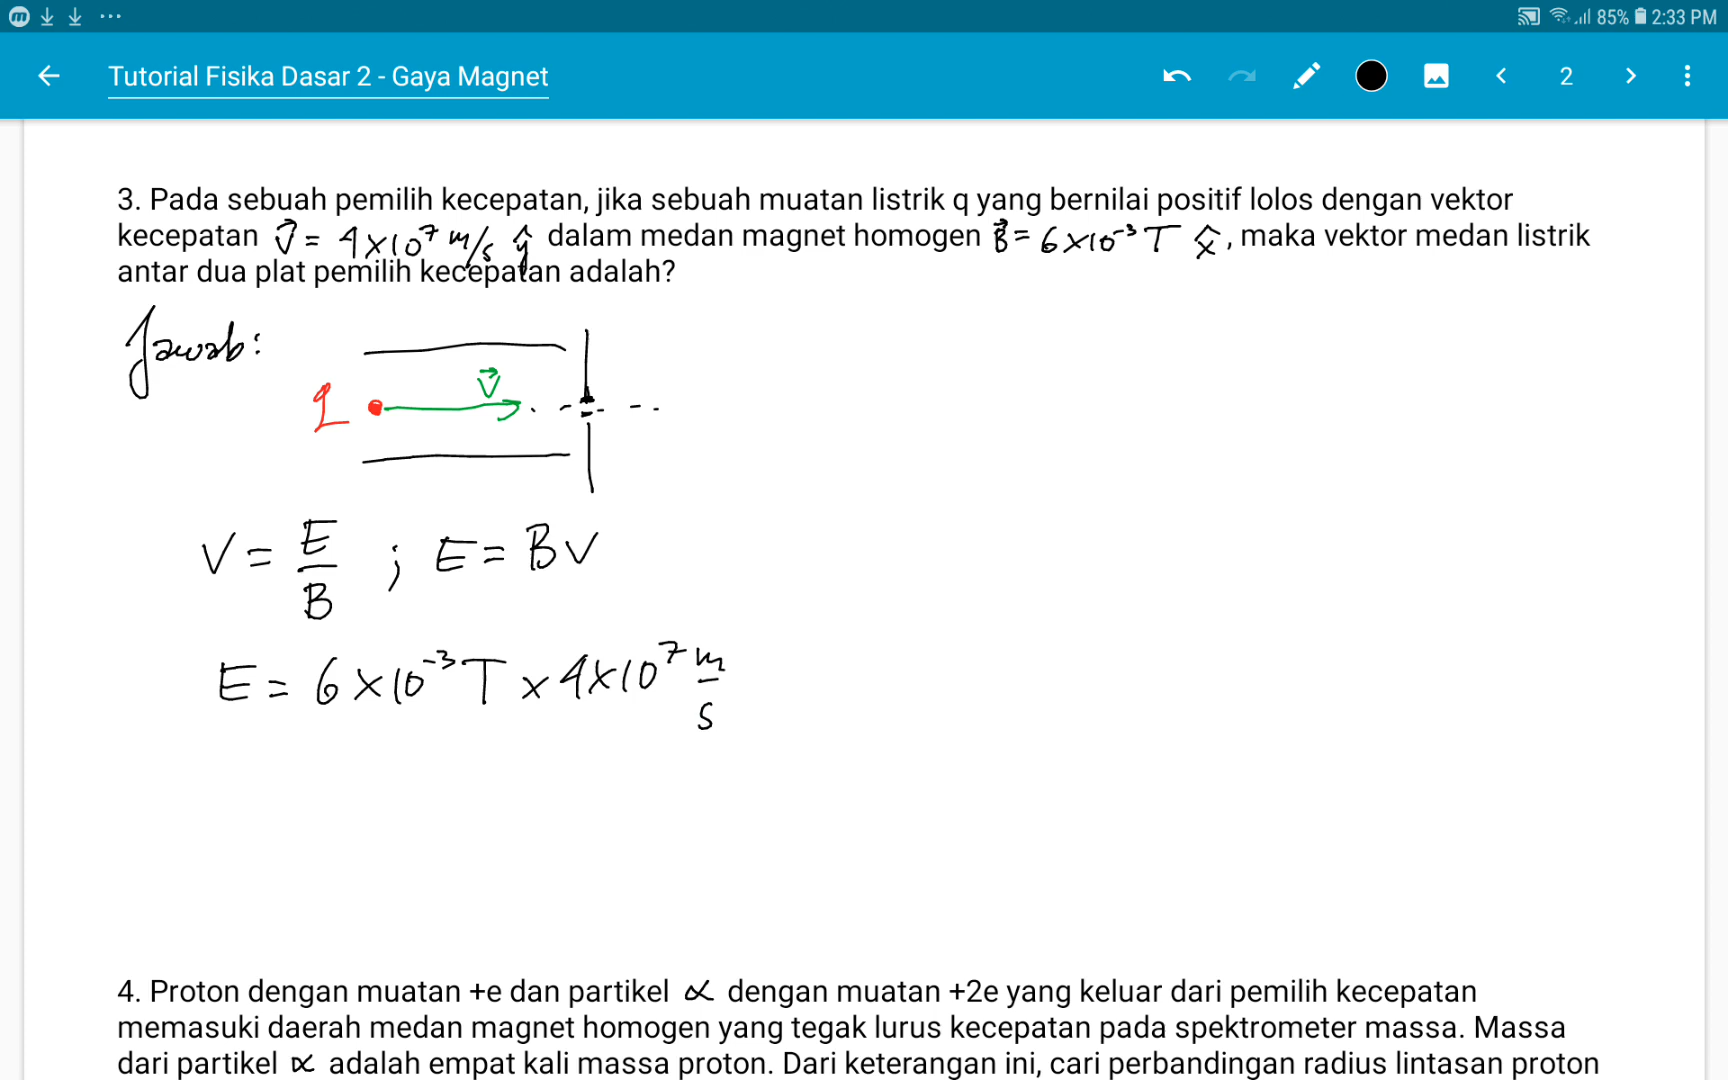 85% 2:33 PM
Tutorial Fisika Dasar 2 - Gaya Magnet 2
3. Pada sebuah pemilih kecepatan, jika sebuah muatan listrik q yang bernilai positif lolos dengan vektor
kecepatan v⃗ = 4×10⁷ m/s ŷ dalam medan magnet homogen B⃗ = 6×10⁻³ T x̂, maka vektor medan listrik
antar dua plat pemilih kecepatan adalah?
Jawab:
v⃗
q
V = E/B ; E = BV
E = 6×10⁻³ T × 4×10⁷ m/s
4. Proton dengan muatan +e dan partikel α dengan muatan +2e yang keluar dari pemilih kecepatan
memasuki daerah medan magnet homogen yang tegak lurus kecepatan pada spektrometer massa. Massa
dari partikel α adalah empat kali massa proton. Dari keterangan ini, cari perbandingan radius lintasan proton